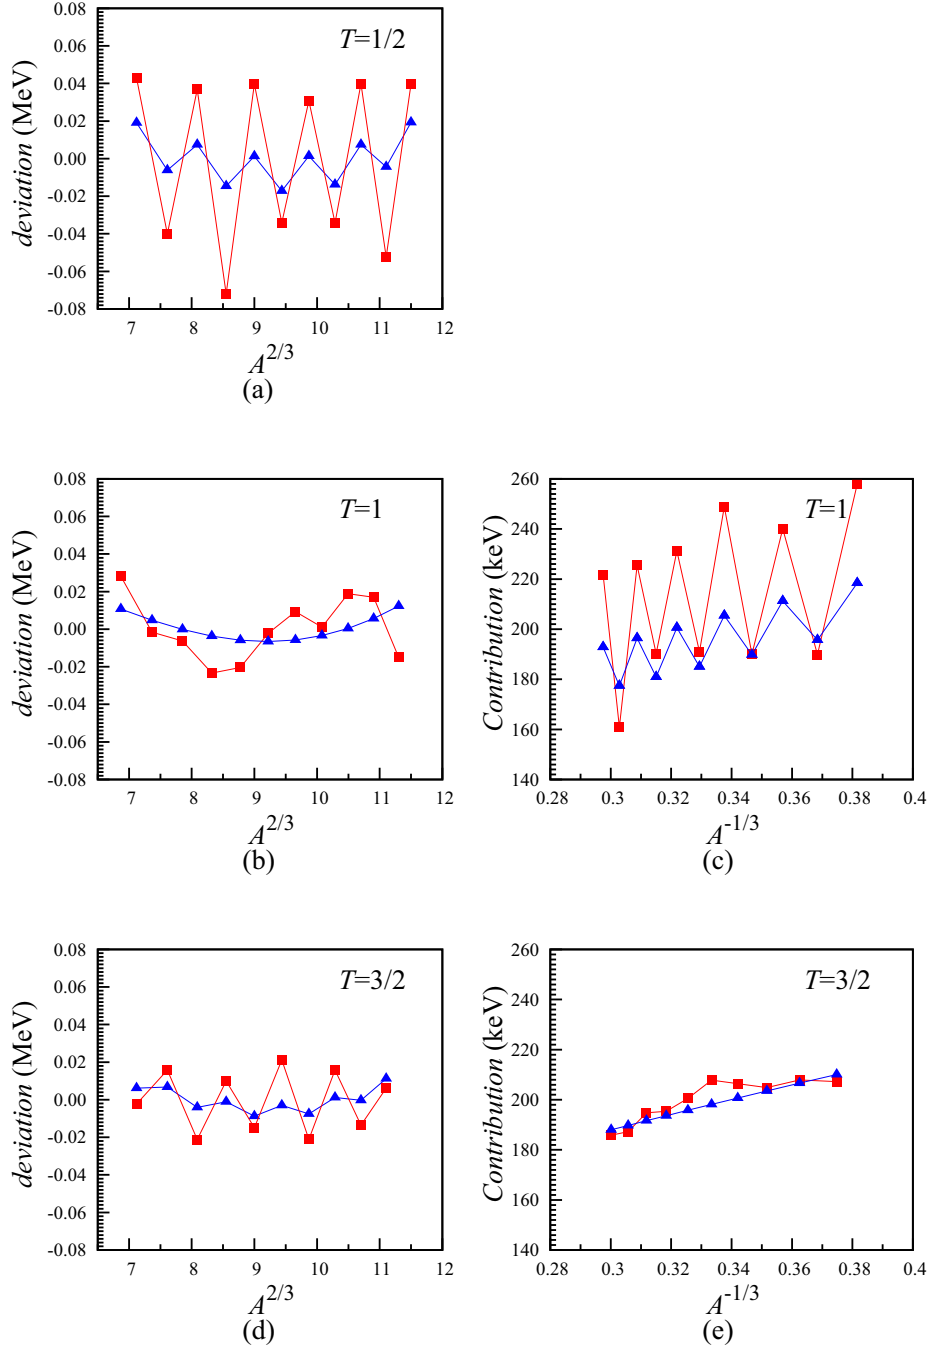 0.08
0.06
0.04
0.02
0.00
-0.02
-0.04
-0.06
-0.08
deviation (MeV)
T=1/2
7 8 9 10 11 12
A^{2/3}
(a)
0.08
0.06
0.04
0.02
0.00
-0.02
-0.04
-0.06
-0.08
deviation (MeV)
T=1
7 8 9 10 11 12
A^{2/3}
(b)
260
240
220
200
180
160
140
Contribution (keV)
T=1
0.28 0.3 0.32 0.34 0.36 0.38 0.4
A^{-1/3}
(c)
0.08
0.06
0.04
0.02
0.00
-0.02
-0.04
-0.06
-0.08
deviation (MeV)
T=3/2
7 8 9 10 11 12
A^{2/3}
(d)
260
240
220
200
180
160
140
Contribution (keV)
T=3/2
0.28 0.3 0.32 0.34 0.36 0.38 0.4
A^{-1/3}
(e)